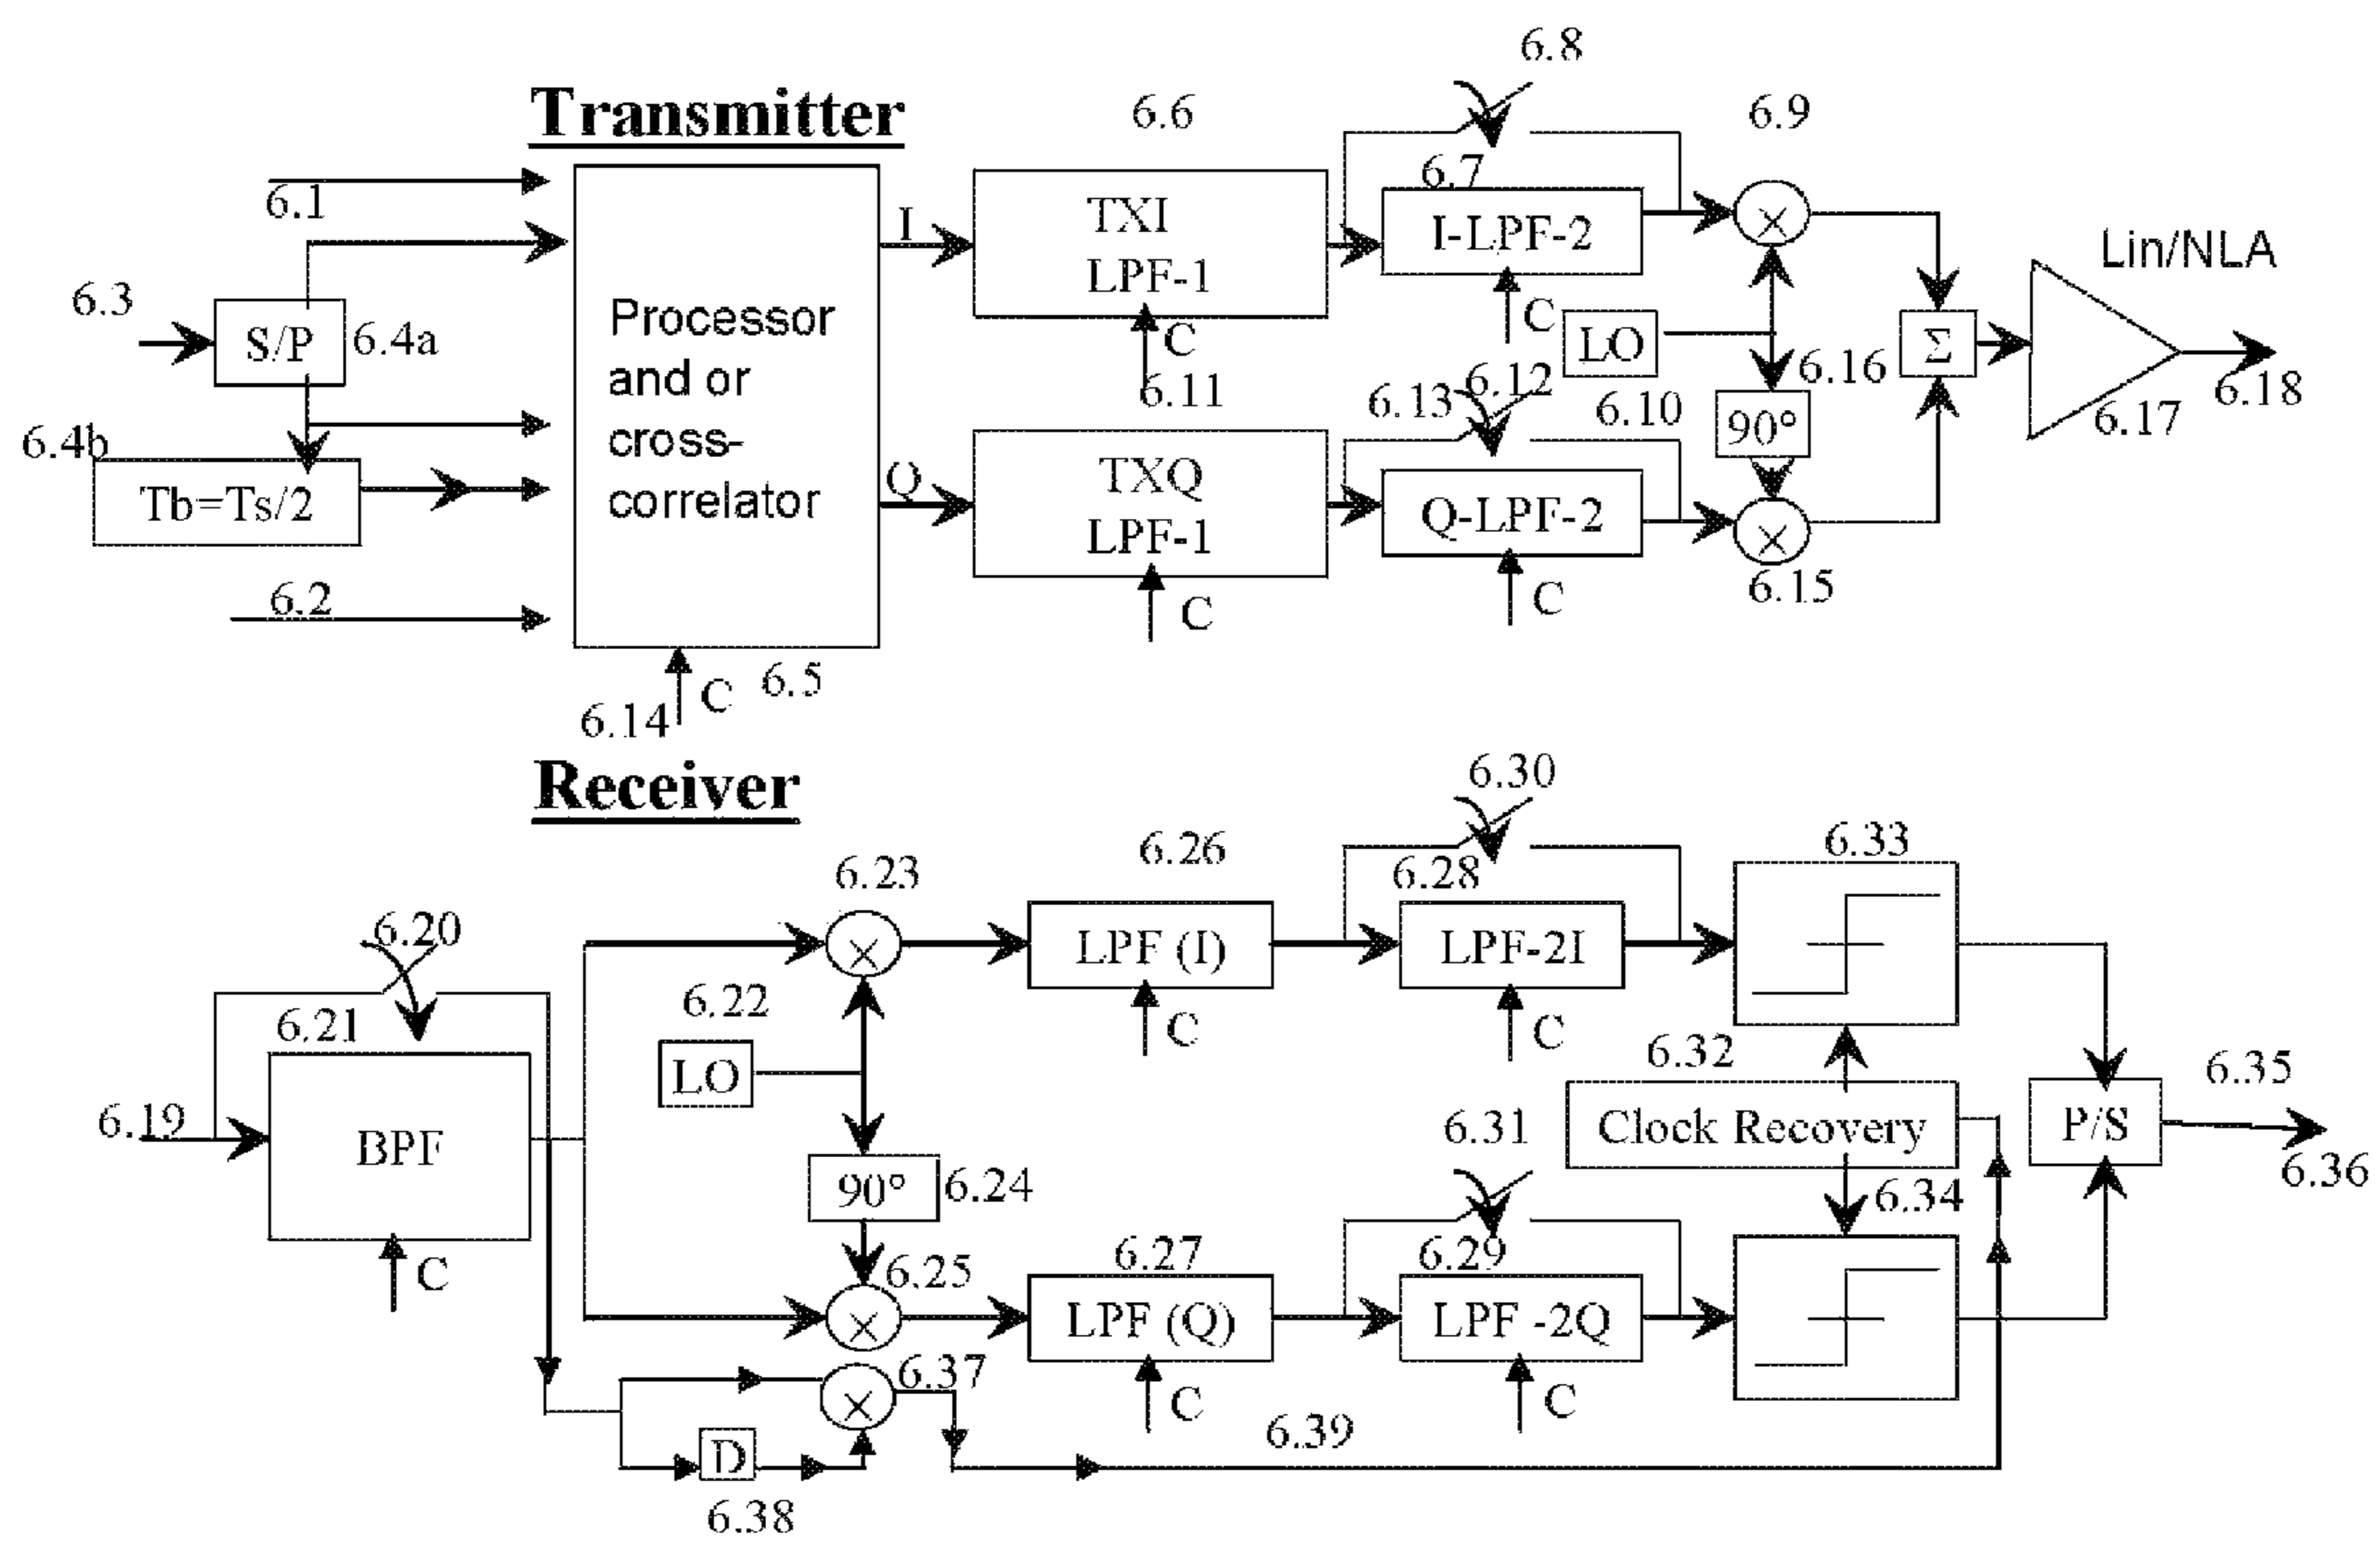 Transmitter
6.1
6.3
S/P
6.4a
6.4b
Tb=Ts/2
6.2
Processor
and or
cross-
correlator
6.14
C
6.5
I
Q
6.6
TXI
LPF-1
C
6.11
TXQ
LPF-1
C
6.8
6.7
I-LPF-2
C
6.12
6.13
Q-LPF-2
C
6.9
LO
6.10
90°
6.16
6.15
Σ
Lin/NLA
6.17
6.18
Receiver
6.19
6.20
6.21
BPF
C
6.22
LO
6.23
90°
6.24
6.25
6.26
LPF (I)
C
6.27
LPF (Q)
C
6.30
6.28
LPF-2I
C
6.31
6.29
LPF -2Q
C
6.33
6.32
Clock Recovery
6.34
P/S
6.35
6.36
6.37
D
6.38
6.39